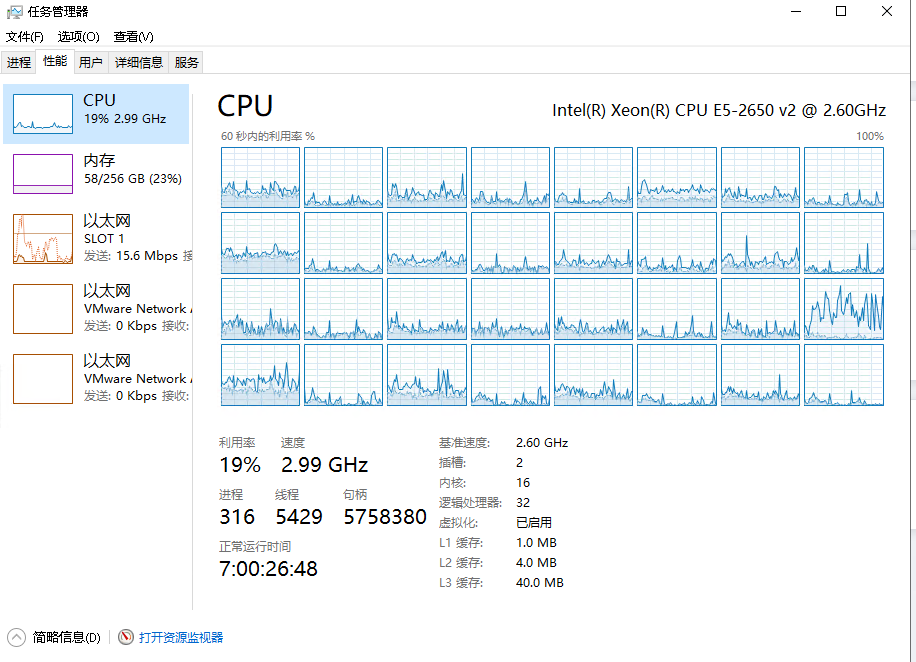 任务管理器
文件(F) 选项(O) 查看(V)
进程 性能 用户 详细信息 服务
CPU
19% 2.99 GHz
内存
58/256 GB (23%)
以太网
SLOT 1
发送: 15.6 Mbps 接
以太网
VMware Network
发送: 0 Kbps 接收:
以太网
VMware Network
发送: 0 Kbps 接收:
CPU
Intel(R) Xeon(R) CPU E5-2650 v2 @ 2.60GHz
60 秒内的利用率 %
100%
利用率 速度
19% 2.99 GHz
进程 线程 句柄
316 5429 5758380
正常运行时间
7:00:26:48
基准速度: 2.60 GHz
插槽: 2
内核: 16
逻辑处理器: 32
虚拟化: 已启用
L1 缓存: 1.0 MB
L2 缓存: 4.0 MB
L3 缓存: 40.0 MB
简略信息(D) 打开资源监视器